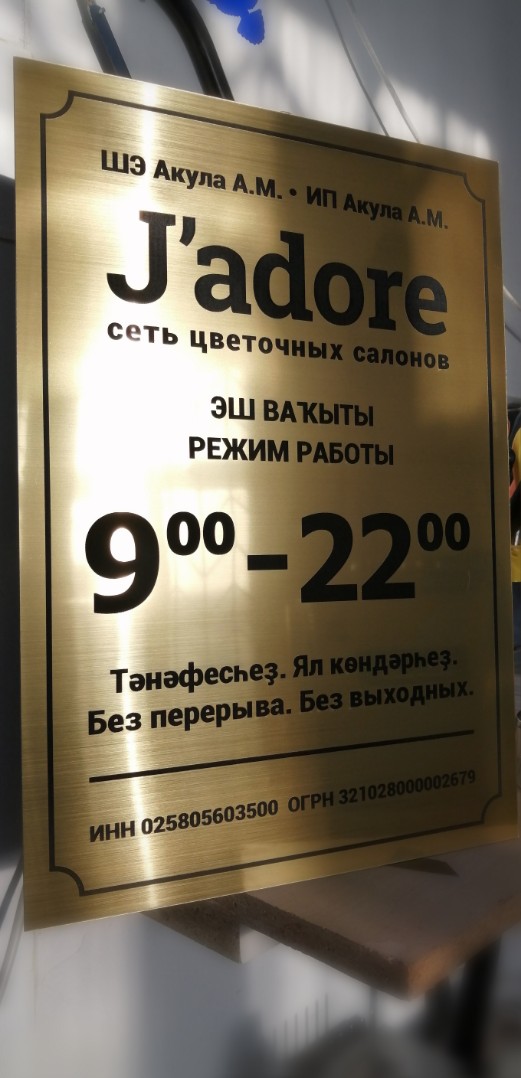 ШЭ Акула А.М. • ИП Акула А.М.
J’adore
сеть цветочных салонов
ЭШ ВАҠЫТЫ
РЕЖИМ РАБОТЫ
9⁰⁰-22⁰⁰
Тәнәфесһеҙ. Ял көндәрһеҙ.
Без перерыва. Без выходных.
ИНН 025805603500 ОГРН 321028000002679